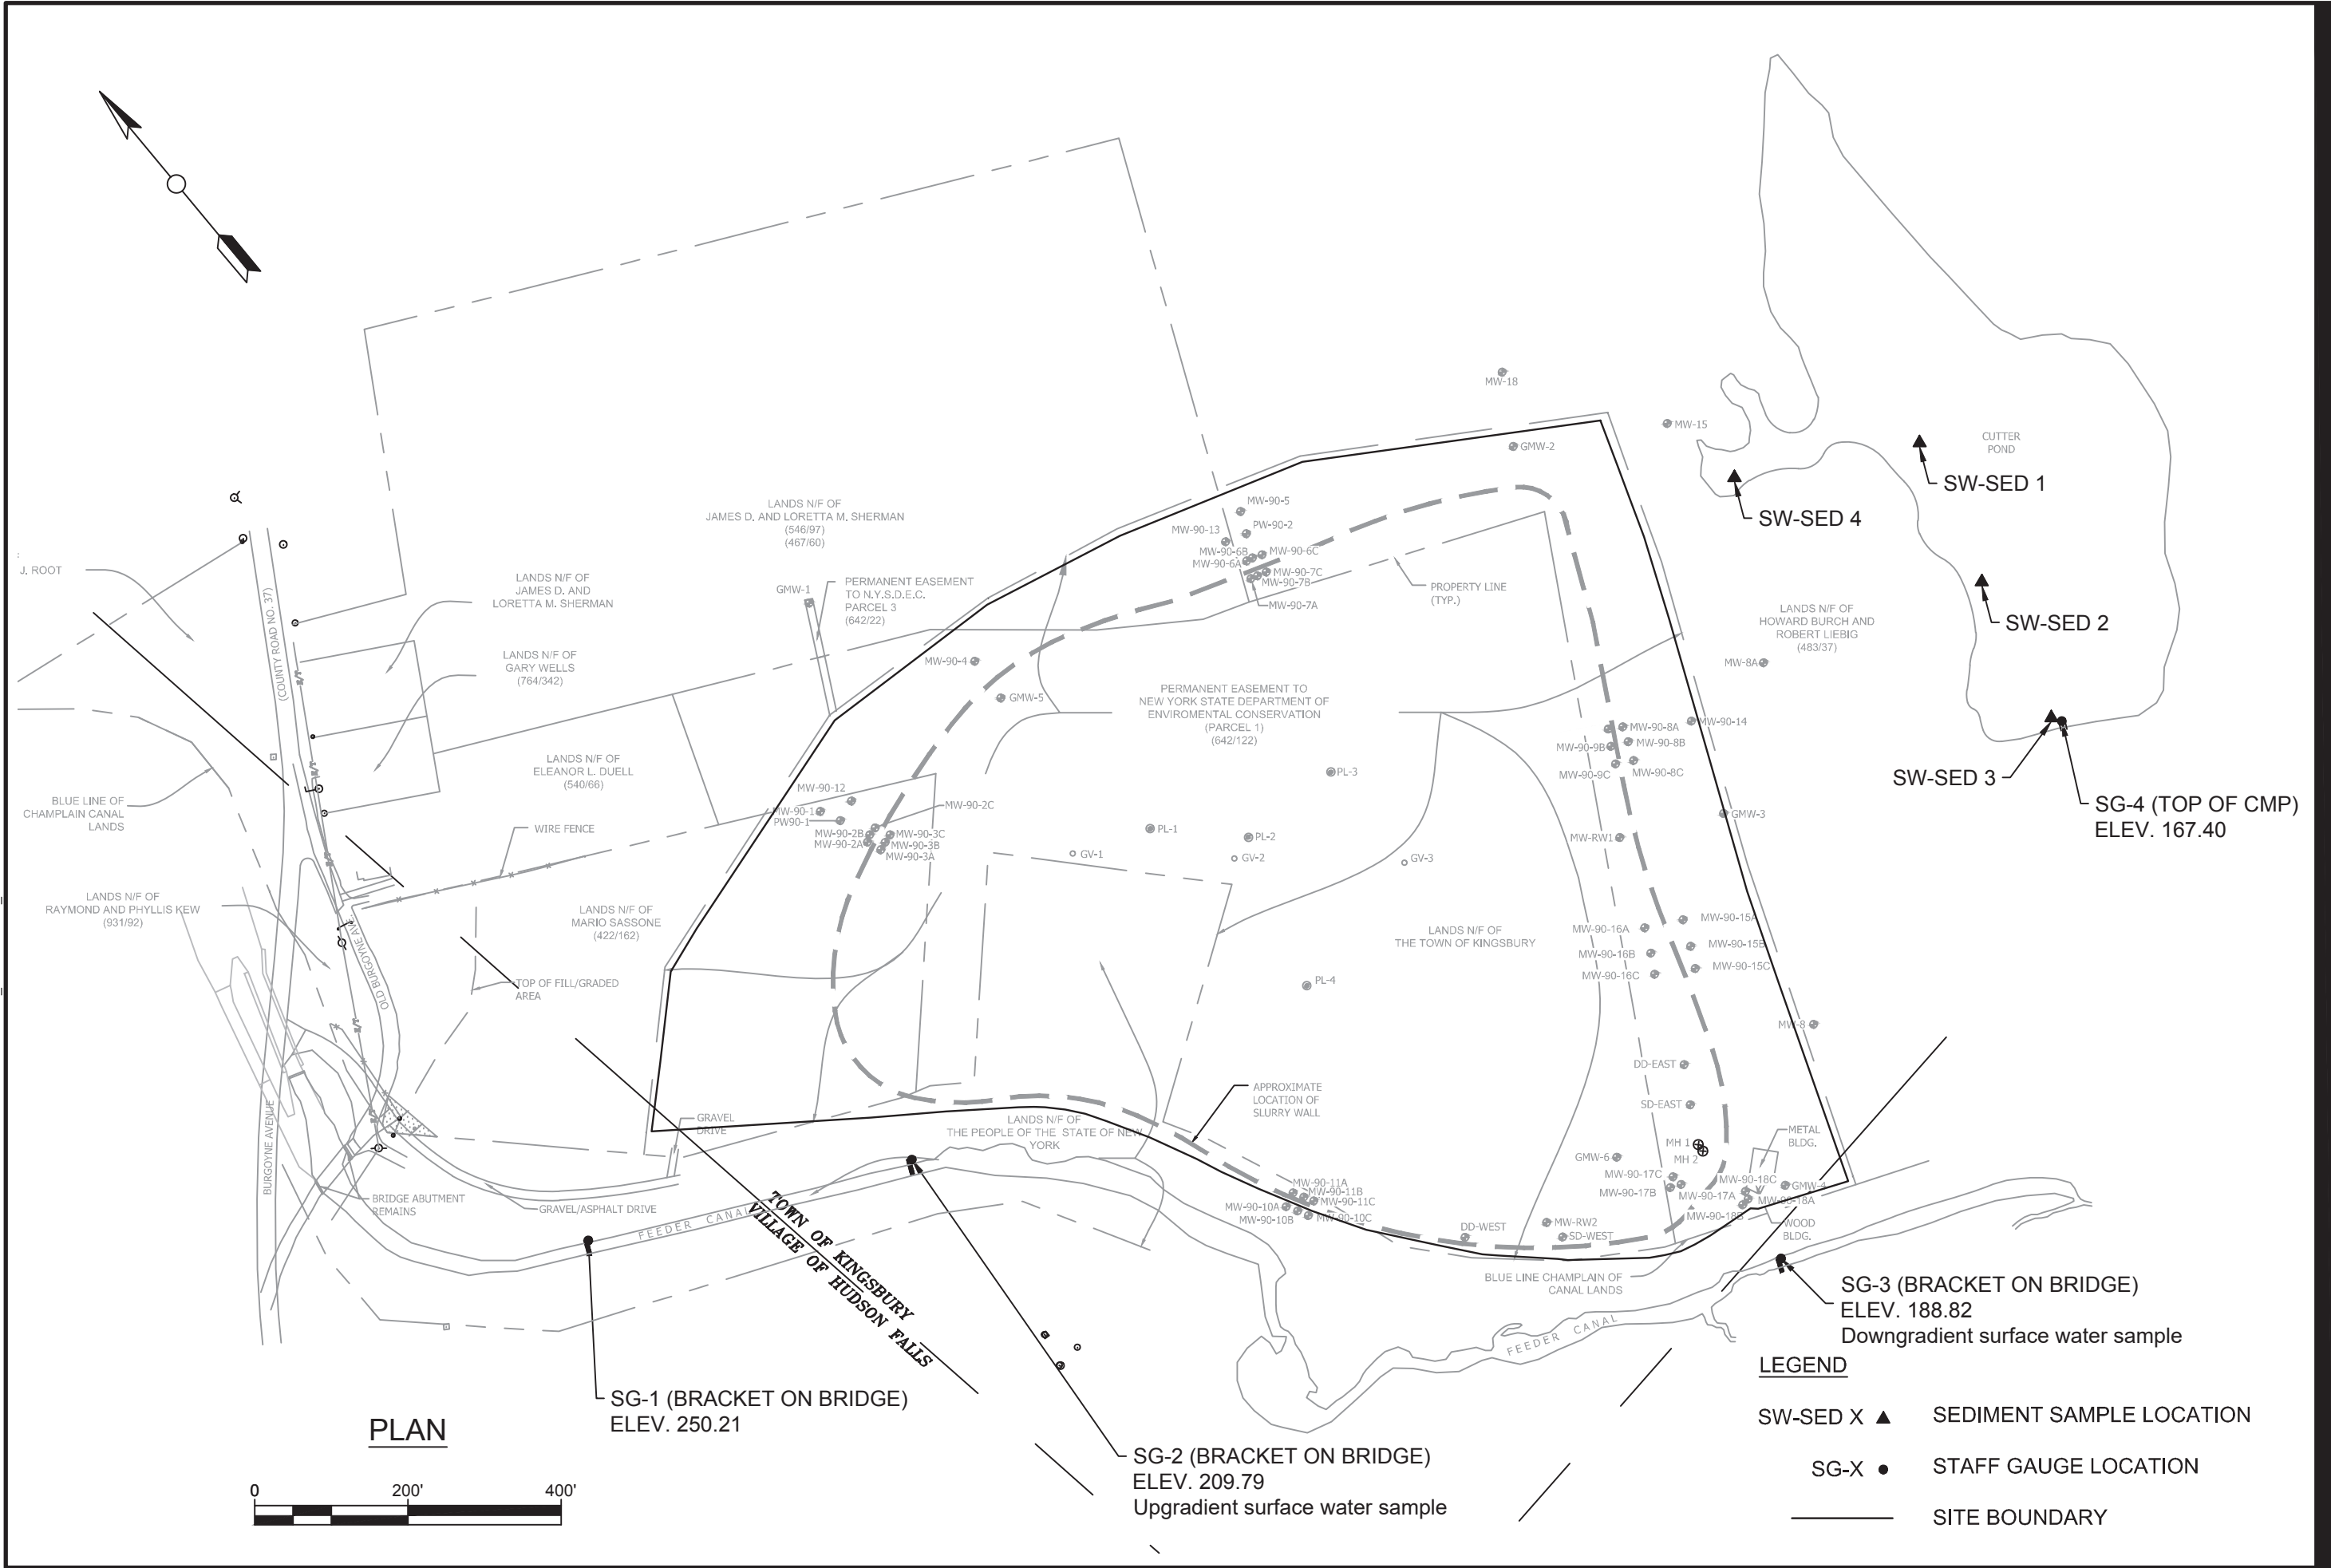 MW-18
MW-15
GMW-2
CUTTER
POND
SW-SED 1
SW-SED 4
SW-SED 2
SW-SED 3
SG-4 (TOP OF CMP)
ELEV. 167.40
LANDS N/F OF
JAMES D. AND LORETTA M. SHERMAN
(546/97)
(467/60)
MW-90-5
PW-90-2
MW-90-13
MW-90-6B
MW-90-6C
MW-90-6A
MW-90-7C
MW-90-7B
MW-90-7A
J. ROOT
(COUNTY ROAD NO. 37)
LANDS N/F OF
JAMES D. AND
LORETTA M. SHERMAN
GMW-1
PERMANENT EASEMENT
TO N.Y.S.D.E.C.
PARCEL 3
(642/22)
PROPERTY LINE
(TYP.)
LANDS N/F OF
HOWARD BURCH AND
ROBERT LIEBIG
(483/37)
LANDS N/F OF
GARY WELLS
(764/342)
MW-90-4
GMW-5
MW-8A
PERMANENT EASEMENT TO
NEW YORK STATE DEPARTMENT OF
ENVIROMENTAL CONSERVATION
(PARCEL 1)
(642/122)
MW-90-8A
MW-90-14
MW-90-9B
MW-90-8B
MW-90-9C
MW-90-8C
LANDS N/F OF
ELEANOR L. DUELL
(540/66)
PL-3
MW-90-12
MW-90-1
PW90-1
MW-90-2C
MW-90-2B
MW-90-3C
MW-90-2A
MW-90-3B
MW-90-3A
BLUE LINE OF
CHAMPLAIN CANAL
LANDS
WIRE FENCE
PL-1
PL-2
GV-1
GV-2
GV-3
MW-RW1
GMW-3
LANDS N/F OF
RAYMOND AND PHYLLIS KEW
(931/92)
OLD BURGOYNE AVE.
LANDS N/F OF
MARIO SASSONE
(422/162)
LANDS N/F OF
THE TOWN OF KINGSBURY
MW-90-16A
MW-90-15A
MW-90-16B
MW-90-15B
MW-90-16C
MW-90-15C
TOP OF FILL/GRADED
AREA
PL-4
MW-8
DD-EAST
SD-EAST
APPROXIMATE
LOCATION OF
SLURRY WALL
GRAVEL
DRIVE
LANDS N/F OF
THE PEOPLE OF THE STATE OF NEW
YORK
MH 1
MH 2
METAL
BLDG.
GMW-6
MW-90-17C
MW-90-18C
GMW-4
MW-90-17B
MW-90-17A
MW-90-18A
MW-90-18B
WOOD
BLDG.
MW-90-11A
MW-90-11B
MW-90-11C
MW-90-10A
MW-90-10B
MW-90-10C
DD-WEST
MW-RW2
SD-WEST
BURGOYNE AVENUE
BRIDGE ABUTMENT
REMAINS
GRAVEL/ASPHALT DRIVE
FEEDER CANAL
TOWN OF KINGSBURY
VILLAGE OF HUDSON FALLS
BLUE LINE CHAMPLAIN OF
CANAL LANDS
FEEDER CANAL
SG-3 (BRACKET ON BRIDGE)
ELEV. 188.82
Downgradient surface water sample
SG-1 (BRACKET ON BRIDGE)
ELEV. 250.21
SG-2 (BRACKET ON BRIDGE)
ELEV. 209.79
Upgradient surface water sample
PLAN
0 200' 400'
LEGEND
SW-SED X SEDIMENT SAMPLE LOCATION
SG-X STAFF GAUGE LOCATION
SITE BOUNDARY